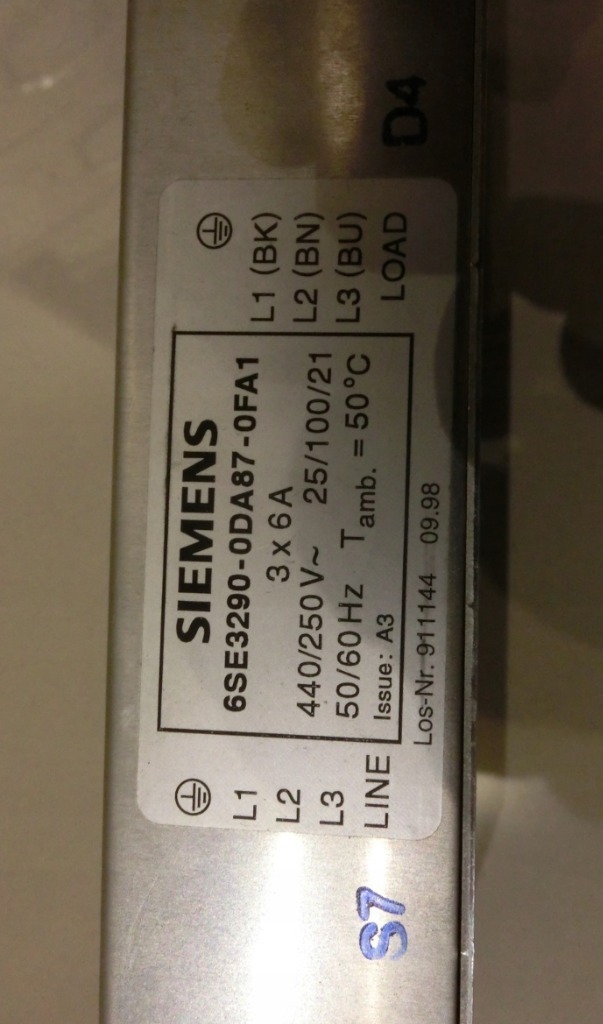 SIEMENS
6SE3290-0DA87-0FA1
3 x 6 A
440/250 V~ 25/100/21
50/60 Hz Tamb. = 50°C
Issue: A3
L1
L2
L3
LINE
L1 (BK)
L2 (BN)
L3 (BU)
LOAD
Los-Nr. 911144 09.98
S7
D4